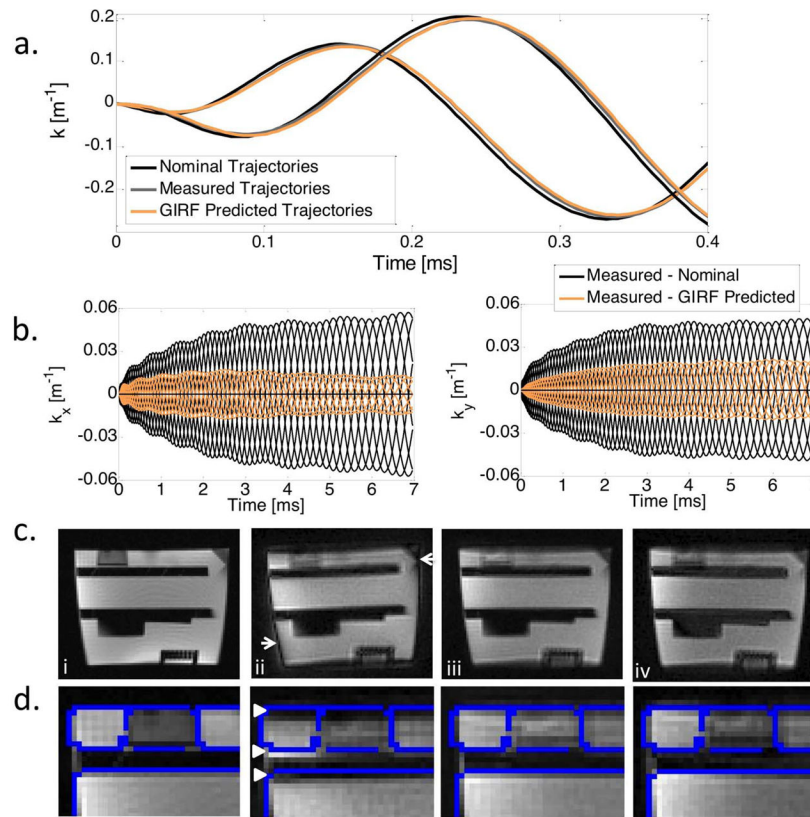 a.
0.2
0.1
0
-0.1
-0.2
k [m⁻¹]
Nominal Trajectories
Measured Trajectories
GIRF Predicted Trajectories
0
0.1
0.2
0.3
0.4
Time [ms]
Measured - Nominal
Measured - GIRF Predicted
b.
0.06
0.03
0
-0.03
-0.06
kₓ [m⁻¹]
0
1
2
3
4
5
6
7
Time [ms]
0.06
0.03
0
-0.03
-0.06
k_y [m⁻¹]
0
1
2
3
4
5
6
Time [ms]
c.
i
ii
iii
iv
d.